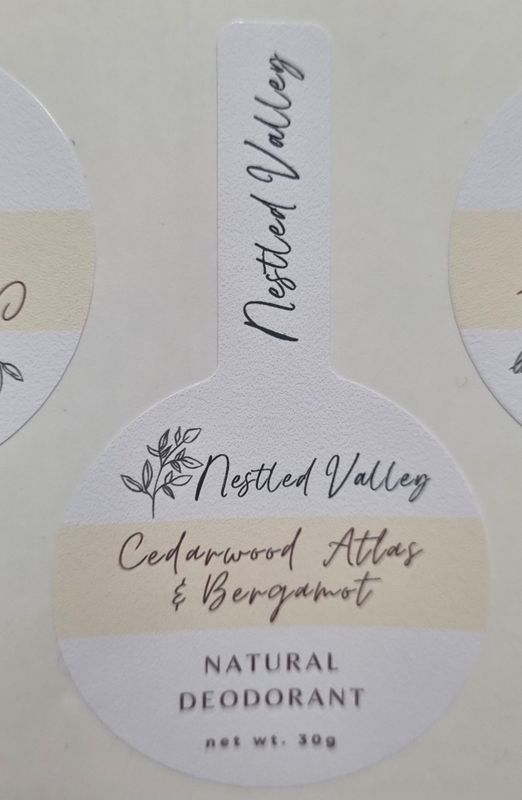 Nestled Valley
Nestled Valley
Cedarwood Atlas
& Bergamot
NATURAL
DEODORANT
net wt. 30g